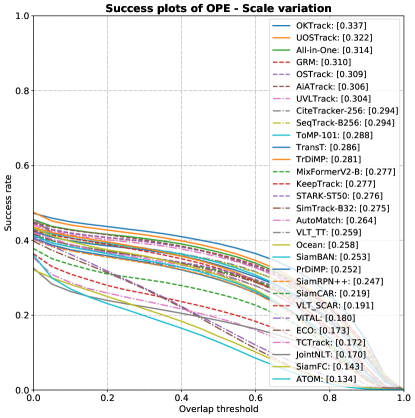 Success plots of OPE - Scale variation
Success rate
1.0
0.8
0.6
0.4
0.2
0.0
0.0 0.2 0.4 0.6 0.8 1.0
Overlap threshold
OKTrack: [0.337]
UOSTrack: [0.322]
All-in-One: [0.314]
GRM: [0.310]
OSTrack: [0.309]
AiATrack: [0.306]
UVLTrack: [0.304]
CiteTracker-256: [0.294]
SeqTrack-B256: [0.294]
ToMP-101: [0.288]
TransT: [0.286]
TrDiMP: [0.281]
MixFormerV2-B: [0.277]
KeepTrack: [0.277]
STARK-ST50: [0.276]
SimTrack-B32: [0.275]
AutoMatch: [0.264]
VLT_TT: [0.259]
Ocean: [0.258]
SiamBAN: [0.253]
PrDiMP: [0.252]
SiamRPN++: [0.247]
SiamCAR: [0.219]
VLT_SCAR: [0.191]
VITAL: [0.180]
ECO: [0.173]
TCTrack: [0.172]
JointNLT: [0.170]
SiamFC: [0.143]
ATOM: [0.134]